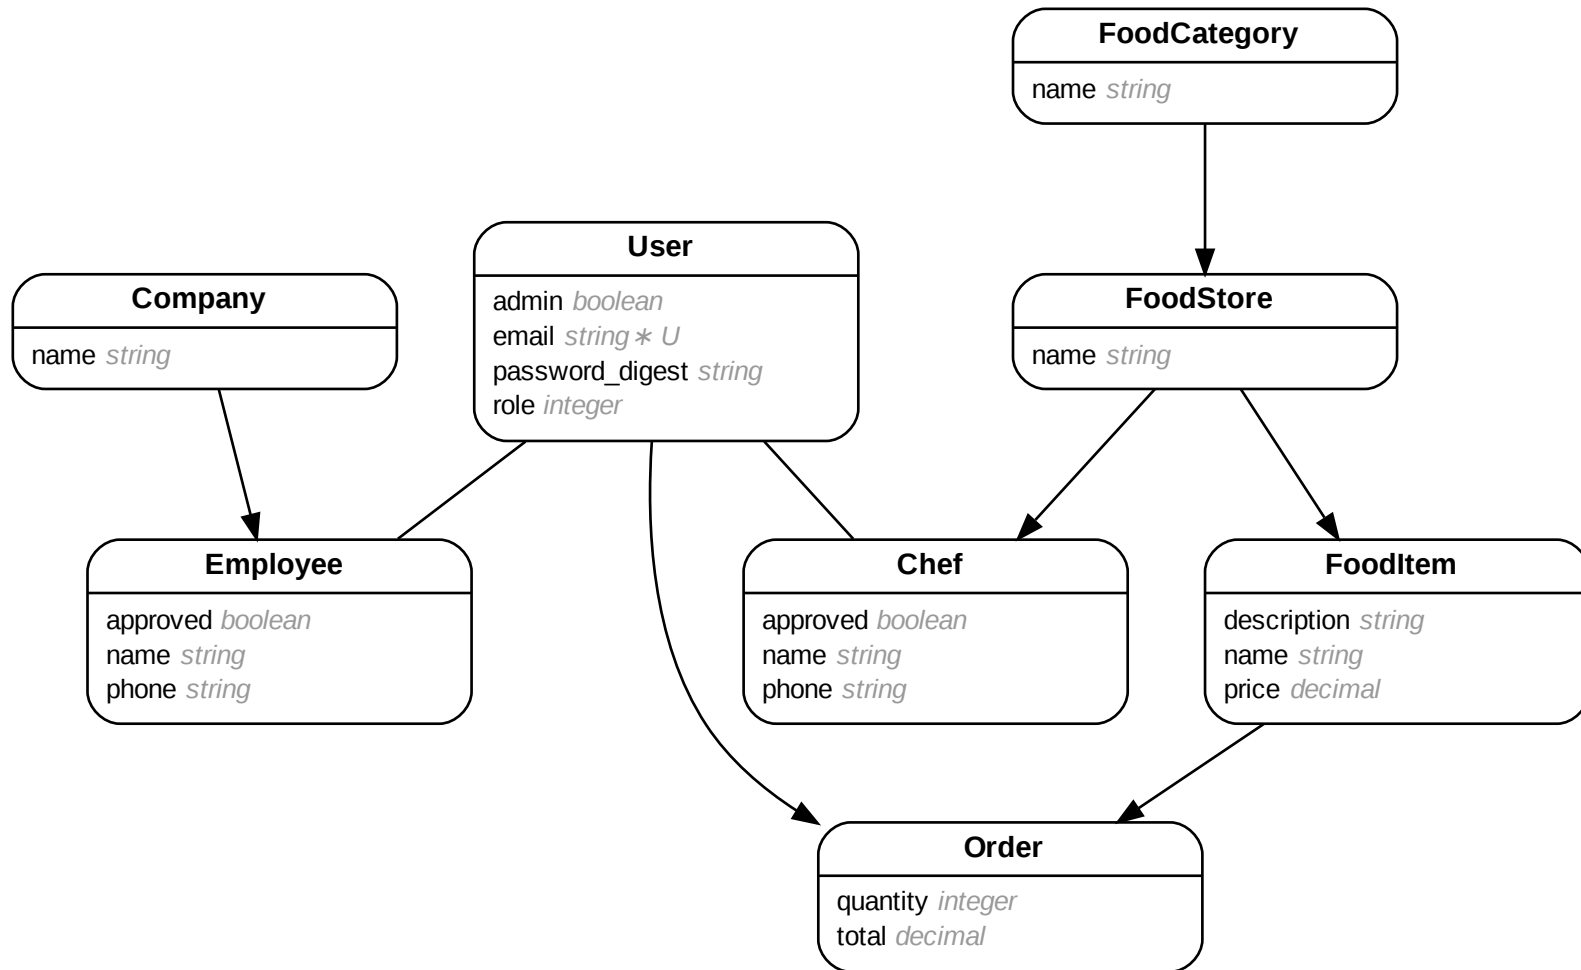 FoodCategory
name string
User
admin boolean
email string∗ U
password_digest string
role integer
Company
name string
FoodStore
name string
Employee
approved boolean
name string
phone string
Chef
approved boolean
name string
phone string
FoodItem
description string
name string
price decimal
Order
quantity integer
total decimal